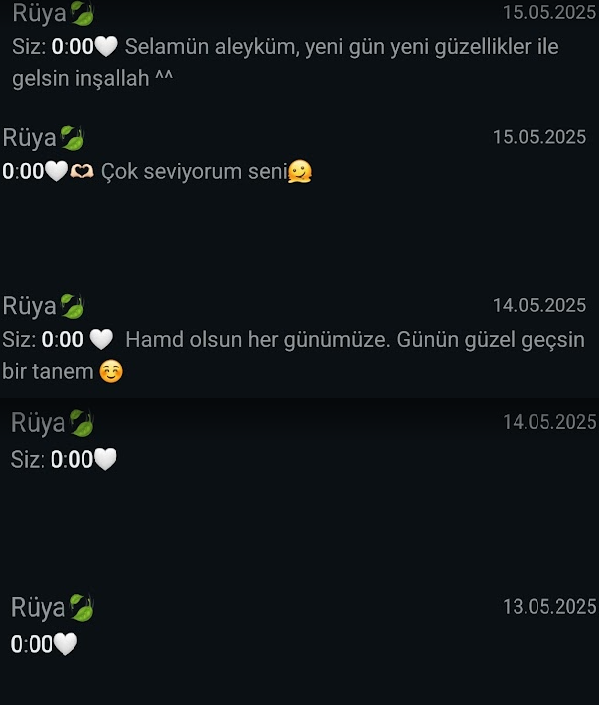 Rüya🍃 15.05.2025
Siz: 0:00🤍 Selamün aleyküm, yeni gün yeni güzellikler ile
gelsin inşallah ^^
Rüya🍃 15.05.2025
0:00🤍🫶🏻 Çok seviyorum seni🫠
Rüya🍃 14.05.2025
Siz: 0:00 🤍 Hamd olsun her günümüze. Günün güzel geçsin
bir tanem ☺️
Rüya🍃 14.05.2025
Siz: 0:00🤍
Rüya🍃 13.05.2025
0:00🤍